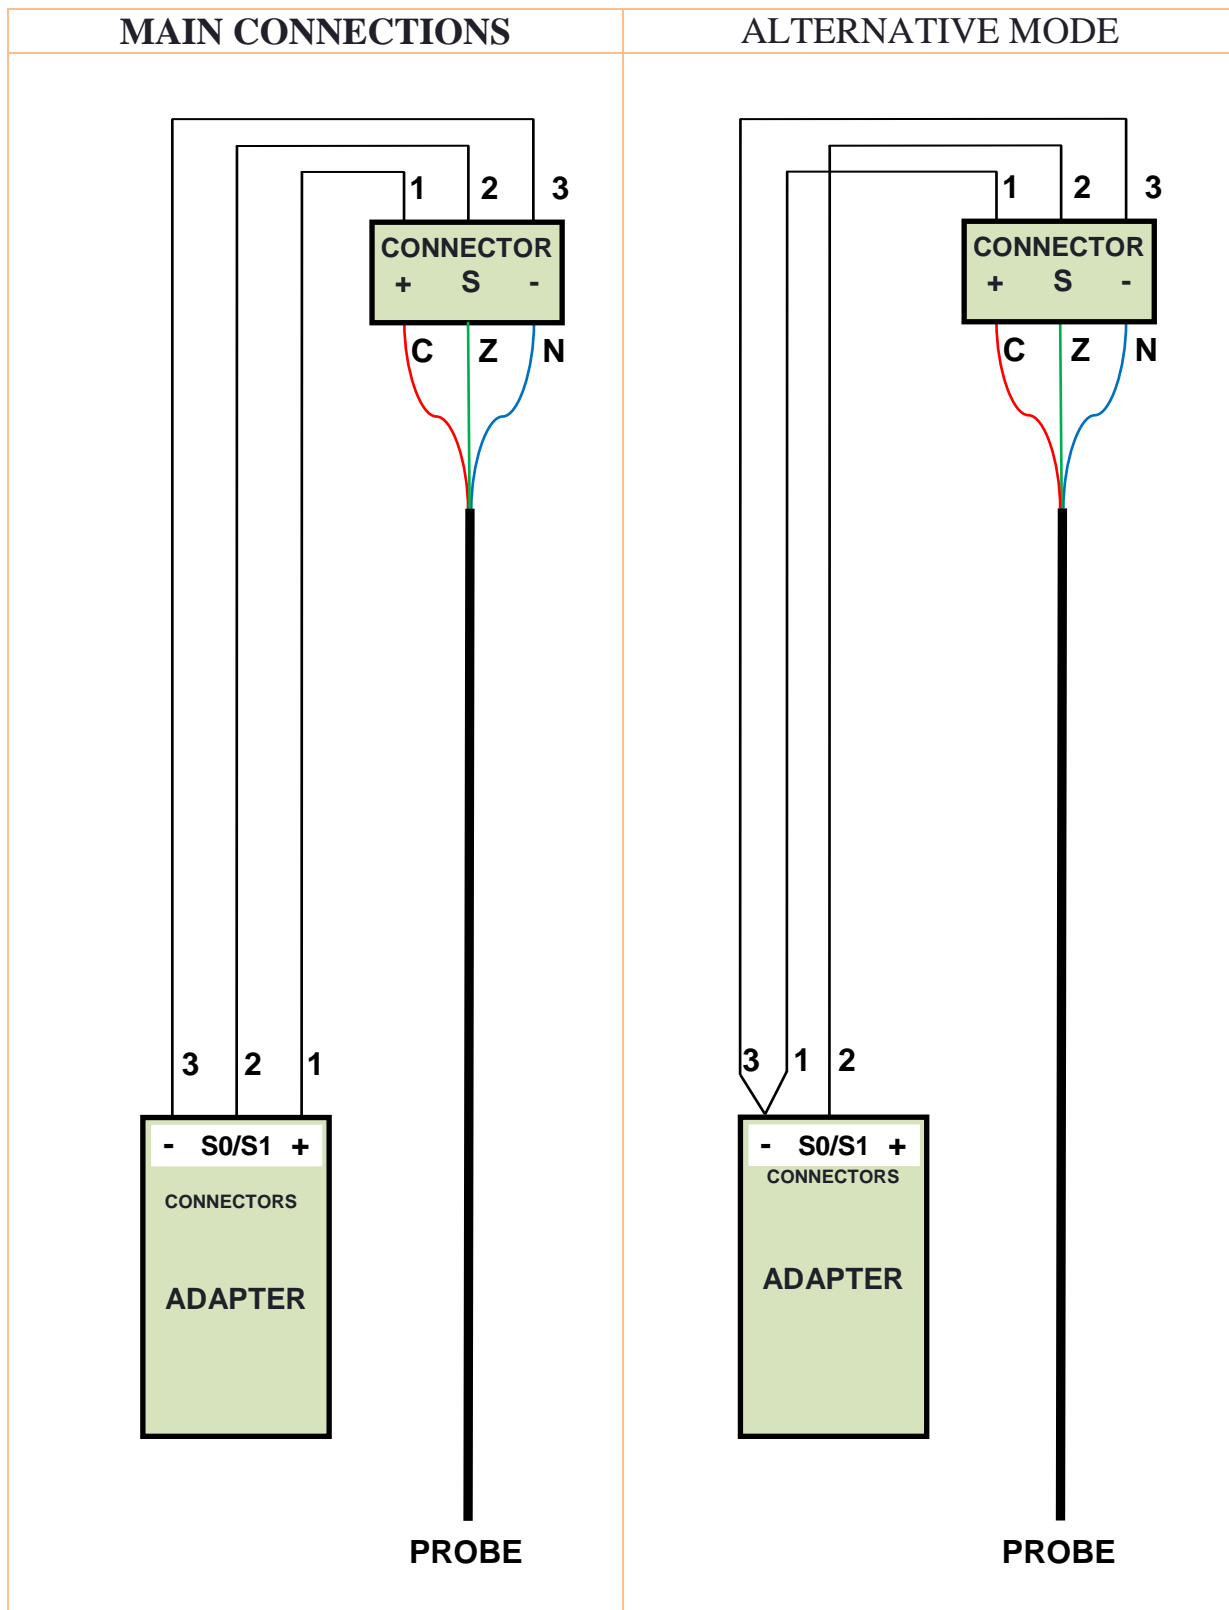 MAIN CONNECTIONS
1 2 3
CONNECTOR
+ S -
C Z N
3 2 1
- S0/S1 +
CONNECTORS
ADAPTER
PROBE
ALTERNATIVE MODE
1 2 3
CONNECTOR
+ S -
C Z N
3 1 2
- S0/S1 +
CONNECTORS
ADAPTER
PROBE